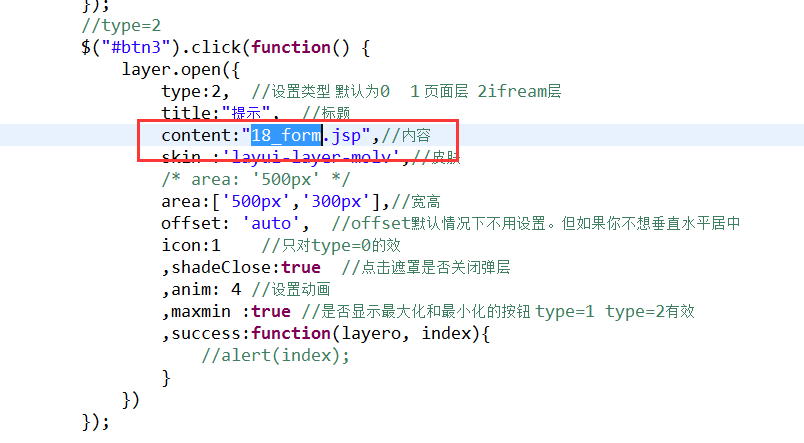 });
//type=2
$("#btn3").click(function() {
layer.open({
type:2,  //设置类型 默认为0   1 页面层  2ifream层
title:"提示",  //标题
content:"18_form.jsp",//内容
skin :'layui-layer-molv',//皮肤
/* area: '500px' */
area:['500px','300px'],//宽高
offset: 'auto',  //offset默认情况下不用设置。但如果你不想垂直水平居中
icon:1    //只对type=0的效
,shadeClose:true  //点击遮罩是否关闭弹层
,anim: 4 //设置动画
,maxmin :true //是否显示最大化和最小化的按钮 type=1  type=2有效
,success:function(layero, index){
//alert(index);
}
})
});